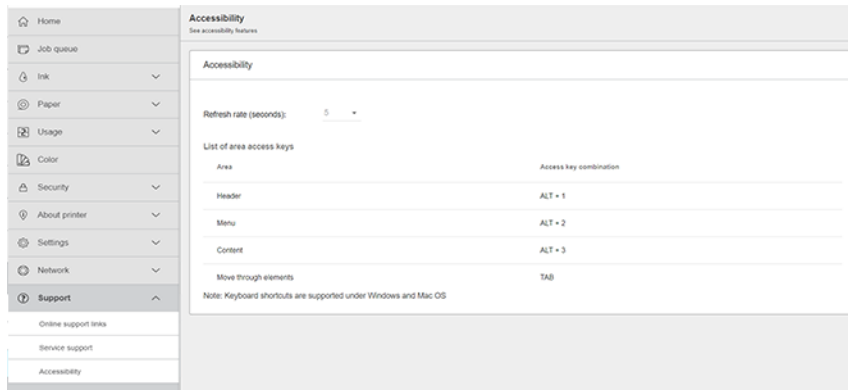 Home
Job queue
Ink
Paper
Usage
Color
Security
About printer
Settings
Network
Support
Online support links
Service support
Accessibility
Accessibility
See accessibility features
Accessibility
Refresh rate (seconds): 5
List of area access keys
Area Access key combination
Header ALT + 1
Menu ALT + 2
Content ALT + 3
Move through elements TAB
Note: Keyboard shortcuts are supported under Windows and Mac OS